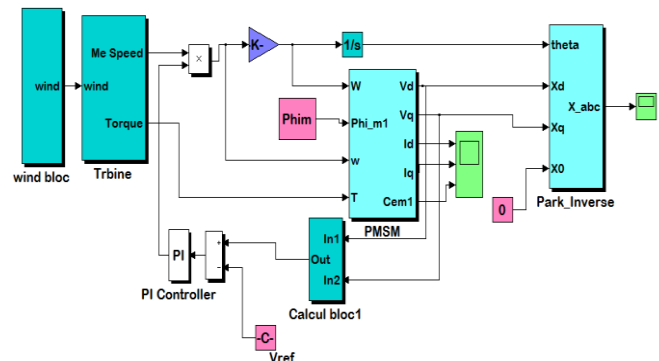 wind
wind bloc
Me Speed
wind
Torque
Trbine
×
K-
1/s
Phim
W
Phi_m1
w
T
Vd
Vq
Id
Iq
Cem1
PMSM
theta
Xd
Xq
X0
X_abc
Park_Inverse
0
PI
PI Controller
+
-
In1
Out
In2
Calcul bloc1
-C-
Vref